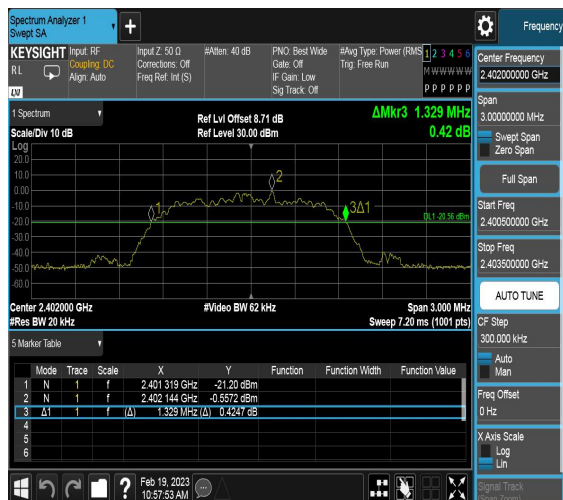 Spectrum Analyzer 1
Swept SA
Frequency
KEYSIGHT Input: RF
R L Coupling: DC
Align: Auto
LXI
Input Z: 50 Ω
Corrections: Off
Freq Ref: Int (S)
#Atten: 40 dB
PNO: Best Wide
Gate: Off
IF Gain: Low
Sig Track: Off
#Avg Type: Power (RMS
Trig: Free Run
1 2 3 4 5 6
M W W W W W
P P P P P P
1 Spectrum
Scale/Div 10 dB
Ref Lvl Offset 8.71 dB
Ref Level 30.00 dBm
ΔMkr3 1.329 MHz
0.42 dB
Log
20.0
10.0
0.00
-10.0
-20.0
-30.0
-40.0
-50.0
-60.0
1
2
3Δ1
DL1 -20.56 dBm
Center 2.402000 GHz
#Video BW 62 kHz
Span 3.000 MHz
#Res BW 20 kHz
Sweep 7.20 ms (1001 pts)
5 Marker Table
Mode Trace Scale X Y Function Function Width Function Value
1 N 1 f 2.401 319 GHz -21.20 dBm
2 N 1 f 2.402 144 GHz -0.5572 dBm
3 Δ1 1 f (Δ) 1.329 MHz (Δ) 0.4247 dB
4
5
6
Feb 19, 2023
10:57:53 AM
Center Frequency
2.402000000 GHz
Span
3.00000000 MHz
Swept Span
Zero Span
Full Span
Start Freq
2.400500000 GHz
Stop Freq
2.403500000 GHz
AUTO TUNE
CF Step
300.000 kHz
Auto
Man
Freq Offset
0 Hz
X Axis Scale
Log
Lin
Signal Track
(Span Zoom)